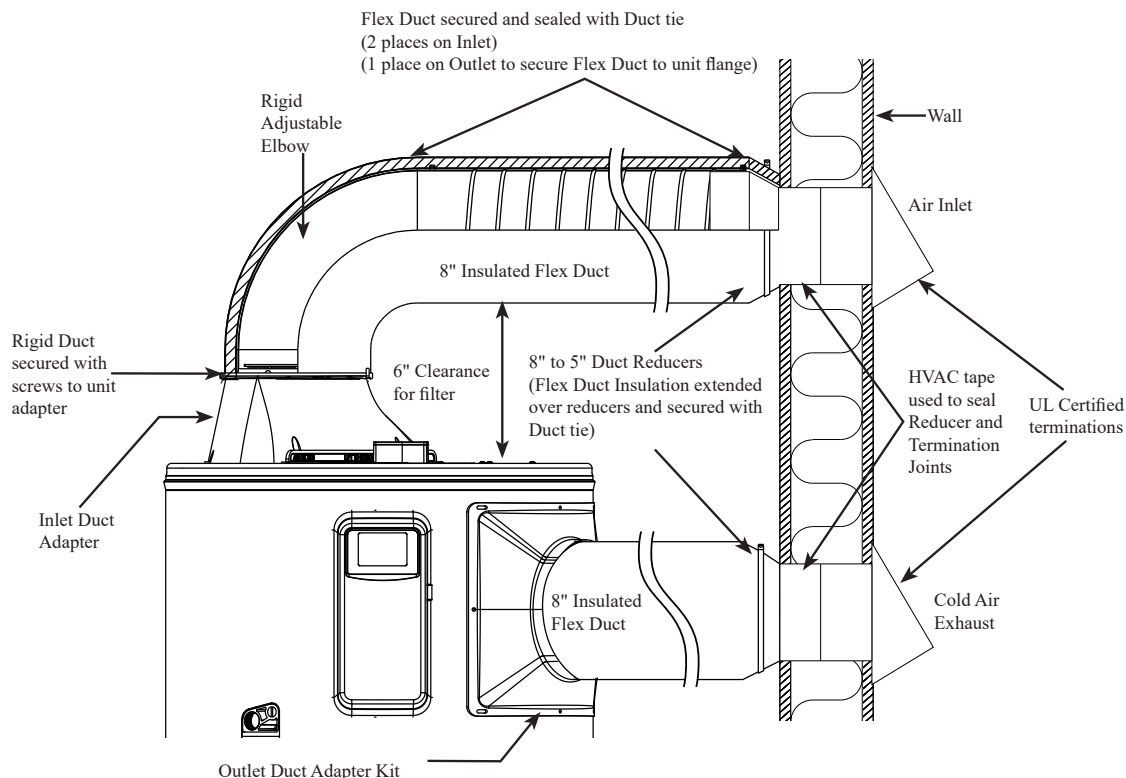 Flex Duct secured and sealed with Duct tie
(2 places on Inlet)
(1 place on Outlet to secure Flex Duct to unit flange)
Rigid
Adjustable
Elbow
Wall
Air Inlet
8" Insulated Flex Duct
Rigid Duct
secured with
screws to unit
adapter
6" Clearance
for filter
8" to 5" Duct Reducers
(Flex Duct Insulation extended
over reducers and secured with
Duct tie)
HVAC tape
used to seal
Reducer and
Termination
Joints
UL Certified
terminations
Inlet Duct
Adapter
8" Insulated
Flex Duct
Cold Air
Exhaust
Outlet Duct Adapter Kit